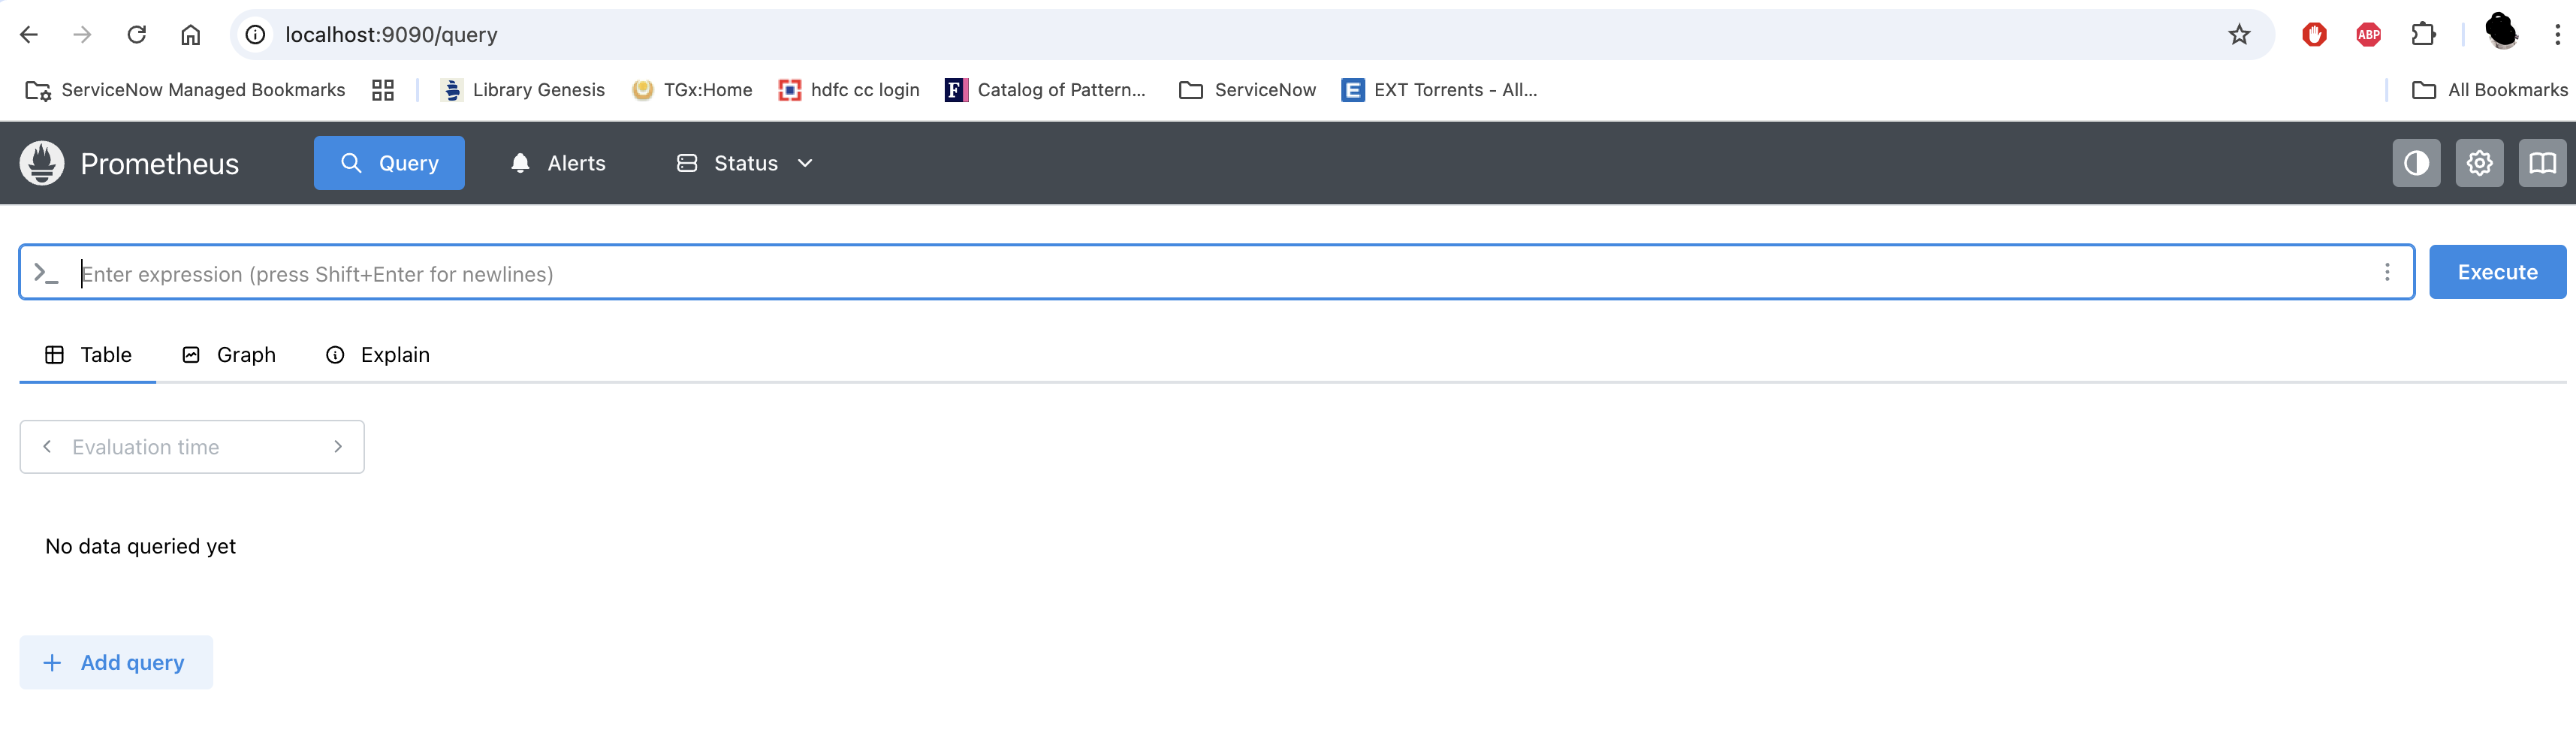 localhost:9090/query
ABP
ServiceNow Managed Bookmarks Library Genesis TGx:Home hdfc cc login F Catalog of Pattern... ServiceNow E EXT Torrents - All... All Bookmarks
Prometheus Query Alerts Status
>_ Enter expression (press Shift+Enter for newlines) Execute
Table Graph Explain
Evaluation time
No data queried yet
+ Add query